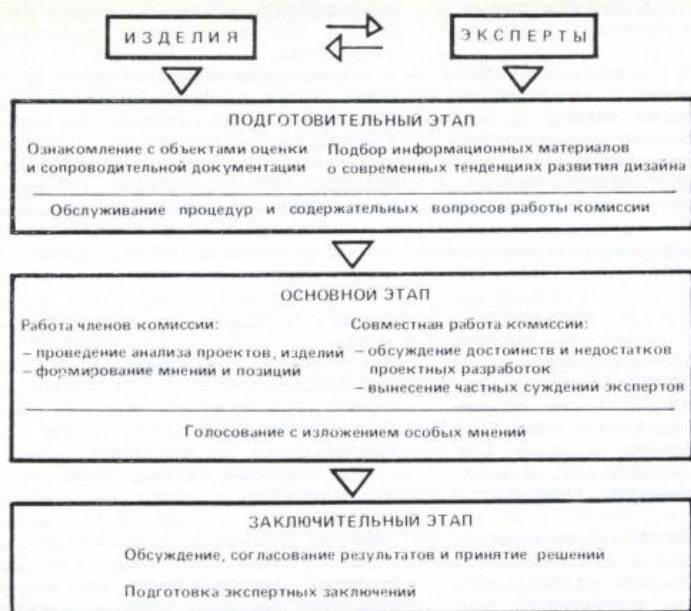 ИЗДЕЛИЯ
ЭКСПЕРТЫ
ПОДГОТОВИТЕЛЬНЫЙ ЭТАП
Ознакомление с объектами оценки
и сопроводительной документации
Подбор информационных материалов
о современных тенденциях развития дизайна
Обслуживание процедур и содержательных вопросов работы комиссии
ОСНОВНОЙ ЭТАП
Работа членов комиссии:
– проведение анализа проектов, изделий
– формирование мнений и позиций
Совместная работа комиссии:
– обсуждение достоинств и недостатков
проектных разработок
– вынесение частных суждений экспертов
Голосование с изложением особых мнений
ЗАКЛЮЧИТЕЛЬНЫЙ ЭТАП
Обсуждение, согласование результатов и принятие решений
Подготовка экспертных заключений